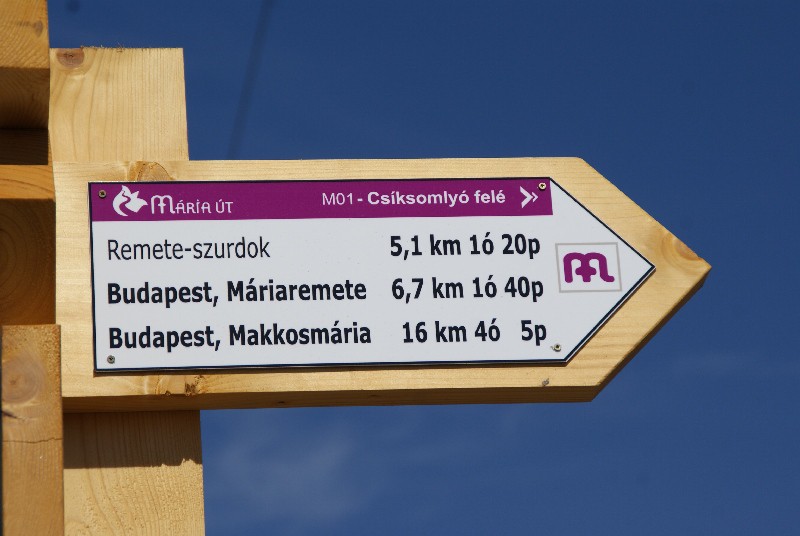 MÁRIA ÚT M01 - Csíksomlyó felé
Remete-szurdok 5,1 km 1ó 20p
Budapest, Máriaremete 6,7 km 1ó 40p
Budapest, Makkosmária 16 km 4ó 5p